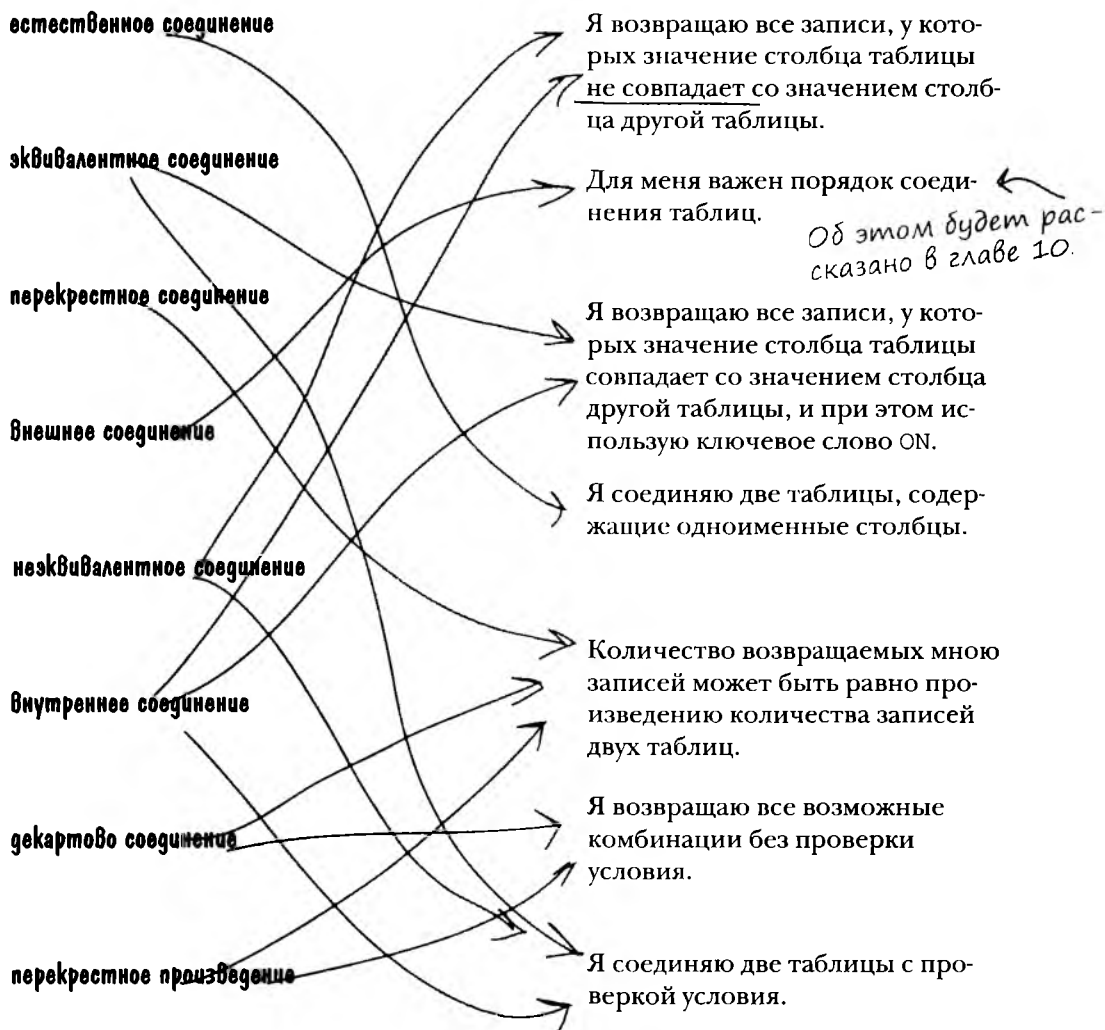 естественное соединение
эквивалентное соединение
перекрестное соединение
внешнее соединение
неэквивалентное соединение
внутреннее соединение
декартово соединение
перекрестное произведение
Я возвращаю все записи, у кото-
рых значение столбца таблицы
не совпадает со значением столб-
ца другой таблицы.
Для меня важен порядок соеди-
нения таблиц.
Об этом будет рас-
сказано в главе 10.
Я возвращаю все записи, у кото-
рых значение столбца таблицы
совпадает со значением столбца
другой таблицы, и при этом ис-
пользую ключевое слово ON.
Я соединяю две таблицы, содер-
жащие одноименные столбцы.
Количество возвращаемых мною
записей может быть равно про-
изведению количества записей
двух таблиц.
Я возвращаю все возможные
комбинации без проверки
условия.
Я соединяю две таблицы с про-
веркой условия.